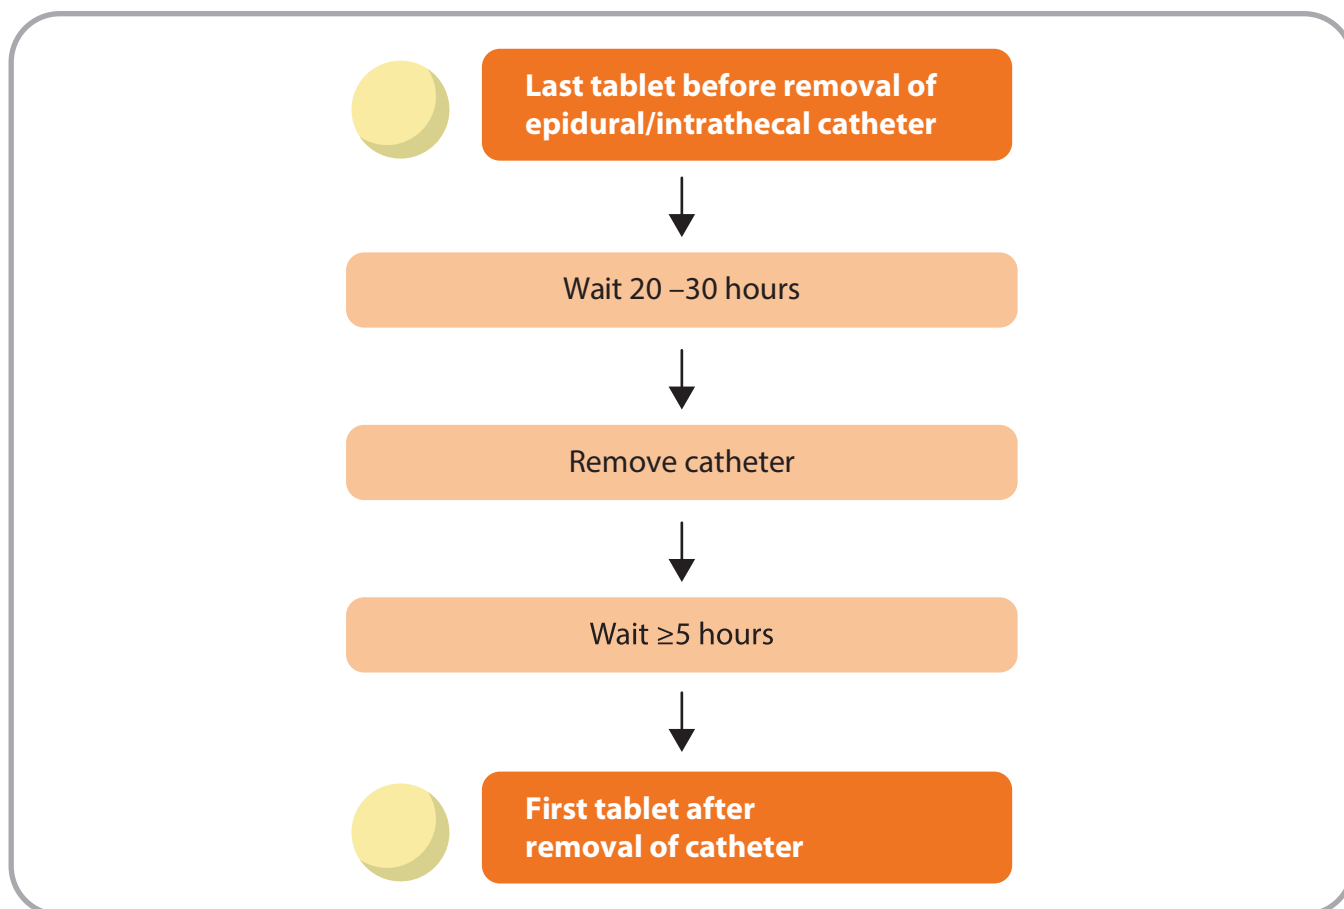 Last tablet before removal of
epidural/intrathecal catheter
Wait 20 –30 hours
Remove catheter
Wait ≥5 hours
First tablet after
removal of catheter